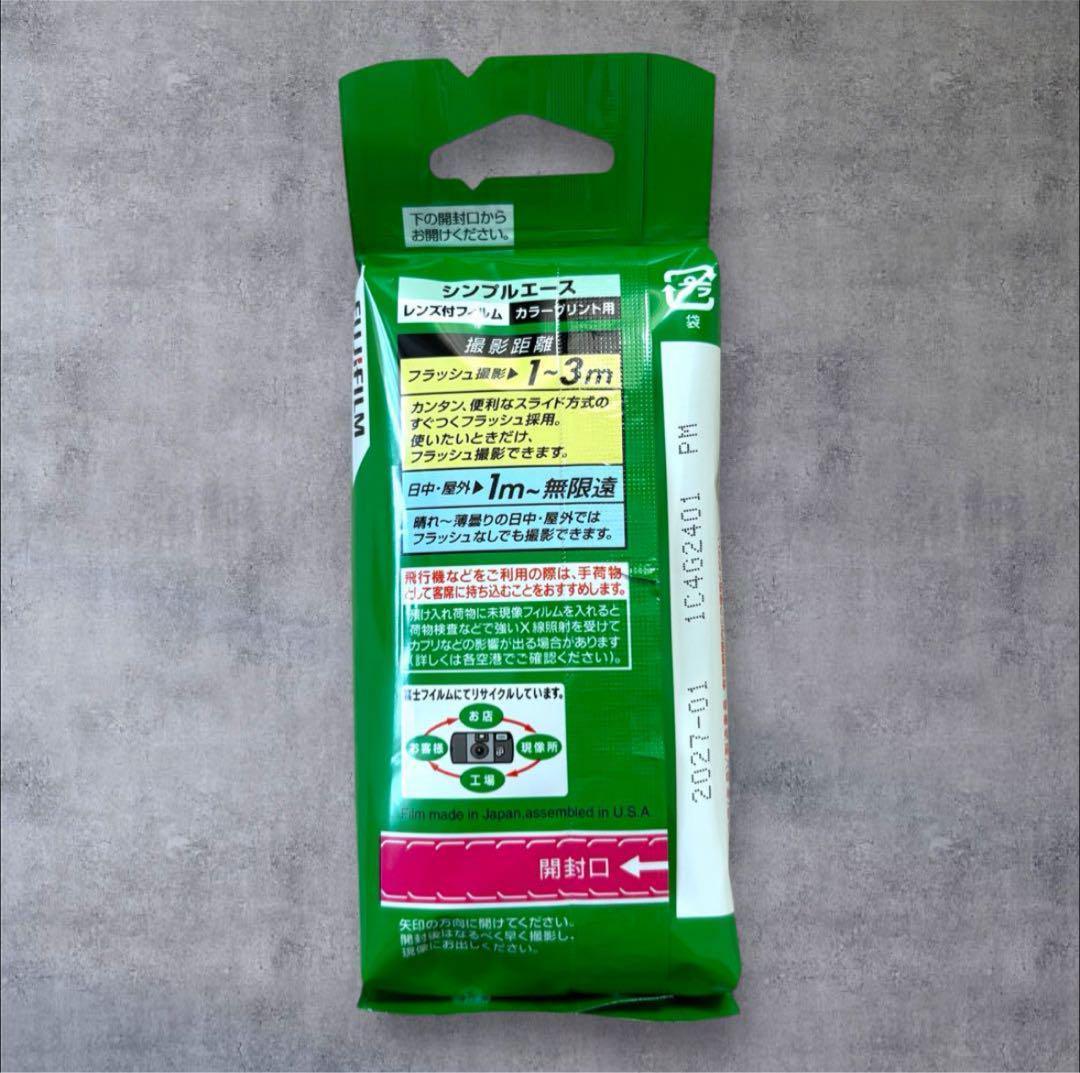 下の開封口から
お開けください。
FUJIFILM
シンプルエース
レンズ付フィルム カラープリント用
撮影距離
フラッシュ撮影▶ 1~3m
カンタン、便利なスライド方式の
すぐつくフラッシュ採用。
使いたいときだけ、
フラッシュ撮影できます。
日中・屋外▶ 1m~無限遠
晴れ~薄曇りの日中・屋外では
フラッシュなしでも撮影できます。
飛行機などをご利用の際は、手荷物
として客席に持ち込むことをおすすめします。
預け入れ荷物に未現像フィルムを入れると
荷物検査などで強いX線照射を受けて
カブリなどの影響が出る場合があります
(詳しくは各空港でご確認ください)。
富士フイルムにてリサイクルしています。
お店
お客様
現像所
工場
Film made in Japan,assembled in U.S.A.
開封口
矢印の方向に開けてください。
開封後はなるべく早く撮影し、
現像にお出しください。
プラ
袋
2027-01 1C4G2401 PM